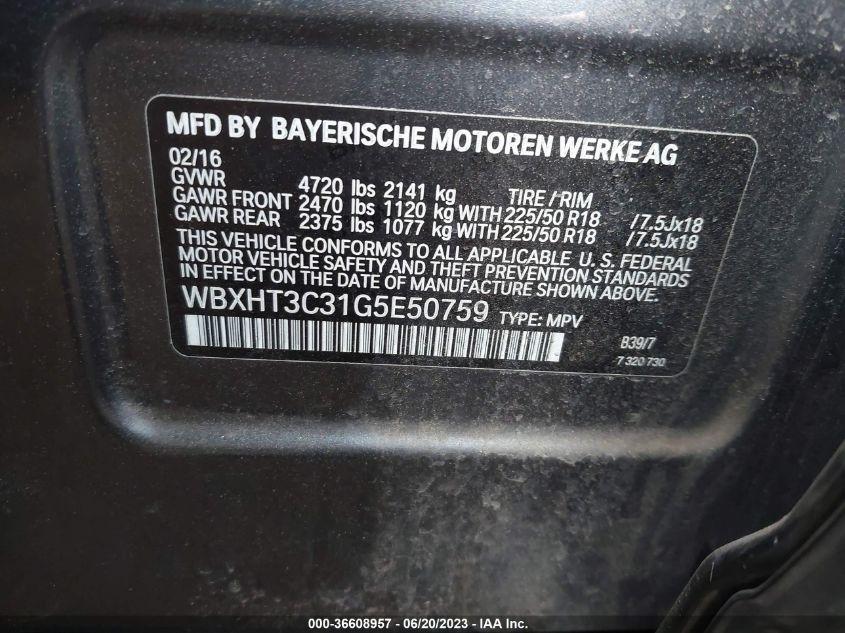 MFD BY BAYERISCHE MOTOREN WERKE AG
02/16
GVWR 4720 lbs 2141 kg TIRE / RIM
GAWR FRONT 2470 lbs 1120 kg WITH 225/50 R18 /7.5Jx18
GAWR REAR 2375 lbs 1077 kg WITH 225/50 R18 /7.5Jx18
THIS VEHICLE CONFORMS TO ALL APPLICABLE U. S. FEDERAL
MOTOR VEHICLE SAFETY AND THEFT PREVENTION STANDARDS
IN EFFECT ON THE DATE OF MANUFACTURE SHOWN ABOVE.
WBXHT3C31G5E50759 TYPE: MPV
B39/7
7 320 730
000-36608957 - 06/20/2023 - IAA Inc.